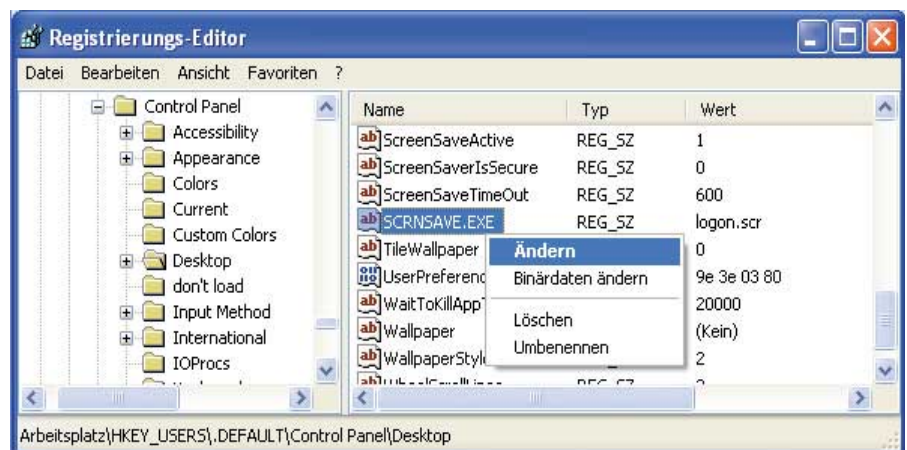 Registrierungs-Editor
Datei Bearbeiten Ansicht Favoriten ?
Control Panel
Accessibility
Appearance
Colors
Current
Custom Colors
Desktop
don't load
Input Method
International
IOProcs
Name Typ Wert
ScreenSaveActive REG_SZ 1
ScreenSaverIsSecure REG_SZ 0
ScreenSaveTimeOut REG_SZ 600
SCRNSAVE.EXE REG_SZ logon.scr
TileWallpaper 0
UserPreferenc 9e 3e 03 80
WaitToKillApp 20000
Wallpaper (Kein)
WallpaperStyl 2
Ändern
Binärdaten ändern
Löschen
Umbenennen
Arbeitsplatz\HKEY_USERS\.DEFAULT\Control Panel\Desktop